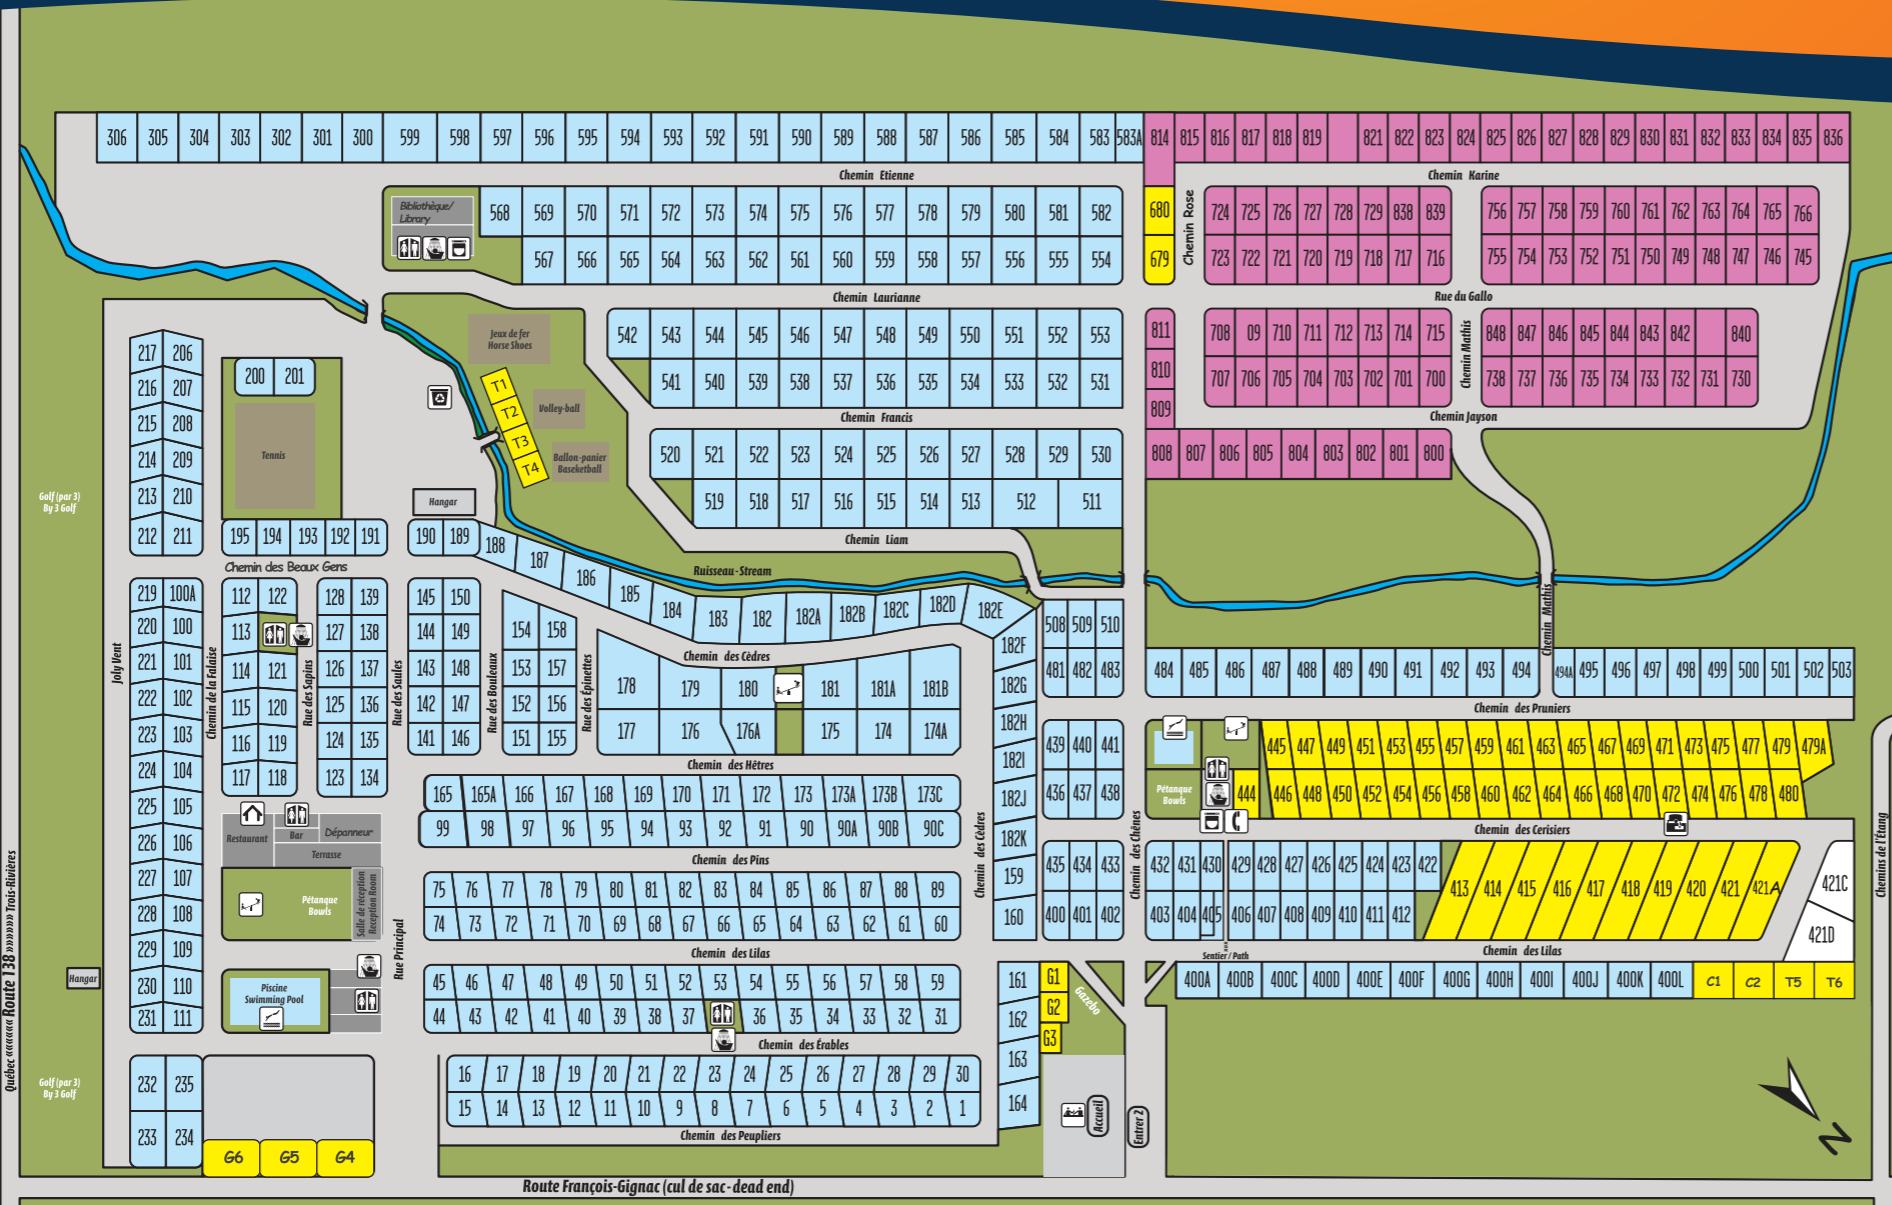 306 305 304 303 302 301 300 599 598 597 596 595 594 593 592 591 590 589 588 587 586 585 584 583 583A 814 815 816 817 818 819 821 822 823 824 825 826 827 828 829 830 831 832 833 834 835 836
Chemin Etienne
Chemin Karine
Bibliothèque/
Library
568 569 570 571 572 573 574 575 576 577 578 579 580 581 582
680
Chemin Rose
724 725 726 727 728 729 838 839
756 757 758 759 760 761 762 763 764 765 766
567 566 565 564 563 562 561 560 559 558 557 556 555 554
679
723 722 721 720 719 718 717 716
755 754 753 752 751 750 749 748 747 746 745
Chemin Laurianne
Rue du Gallo
Jeux de fer
Horse Shoes
542 543 544 545 546 547 548 549 550 551 552 553
811
708 09 710 711 712 713 714 715
Chemin Mathis
848 847 846 845 844 843 842 840
541 540 539 538 537 536 535 534 533 532 531
810
707 706 705 704 703 702 701 700
738 737 736 735 734 733 732 731 730
809
Chemin Francis
Chemin Jayson
T1
T2
T3
T4
Volley-ball
Ballon-panier
Baseketball
520 521 522 523 524 525 526 527 528 529 530
808 807 806 805 804 803 802 801 800
519 518 517 516 515 514 513 512 511
Chemin Liam
Ruisseau-Stream
217 206
216 207
215 208
214 209
213 210
212 211
200 201
Tennis
Golf (par 3)
By 3 Golf
Hangar
195 194 193 192 191
190 189 188 187 186 185 184 183 182 182A 182B 182C 182D 182E
Chemin des Beaux Gens
219 100A
220 100
221 101
222 102
223 103
224 104
225 105
226 106
227 107
228 108
229 109
230 110
231 111
Joly Vent
Chemin de la Falaise
112 122
113
114 121
115 120
116 119
117 118
Rue des Sapins
128 139
127 138
126 137
125 136
124 135
123 134
Rue des Saules
145 150
144 149
143 148
142 147
141 146
Rue des Bouleaux
154 158
153 157
152 156
151 155
Rue des Épinettes
Chemin des Cèdres
178 179 180 181 181A 181B
177 176 176A 175 174 174A
Chemin des Hêtres
182F
182G
182H
182I
182J
182K
159
160
Chemin des Cèdres
508 509 510
481 482 483
439 440 441
436 437 438
435 434 433
400 401 402
Chemin des Chênes
484 485 486 487 488 489 490 491 492 493 494
Chemin Mathis
494A 495 496 497 498 499 500 501 502 503
Chemin des Pruniers
445 447 449 451 453 455 457 459 461 463 465 467 469 471 473 475 477 479 479A
Pétanque
Bowls
444 446 448 450 452 454 458 460 462 464 466 468 470 472 474 476 478 480
Chemin des Cerisiers
Chemins de l'Étang
432 431 430 429 428 427 426 425 424 423 422
403 404 405 406 407 408 409 410 411 412
413 414 415 416 417 418 419 420 421 421A
421C
421D
Sentier / Path
Chemin des Lilas
400A 400B 400C 400D 400E 400F 400G 400H 400I 400J 400K 400L C1 C2 T5 T6
165 165A 166 167 168 169 170 171 172 173 173A 173B 173C
99 98 97 96 95 94 93 92 91 90 90A 90B 90C
Chemin des Pins
75 76 77 78 79 80 81 82 83 84 85 86 87 88 89
74 73 72 71 70 69 68 67 66 65 64 63 62 61 60
Chemin des Lilas
45 46 47 48 49 50 51 52 53 54 55 56 57 58 59
44 43 42 41 40 39 38 37 36 35 34 33 32 31
Chemin des Érables
16 17 18 19 20 21 22 23 24 25 26 27 28 29 30
15 14 13 12 11 10 9 8 7 6 5 4 3 2 1
Chemin des Peupliers
Restaurant
Bar
Dépanneur
Terrasse
Pétanque
Bowls
Salle de réception
Reception Room
Rue Principal
Piscine
Swimming Pool
Hangar
Golf (par 3)
By 3 Golf
232 235
233 234
G6 G5 G4
161
162
163
164
G1
G2
G3
Gazebo
Accueil
Entrer 2
N
Québec ««««« Route 138 »»»»»» Trois-Rivières
Route François-Gignac (cul de sac-dead end)